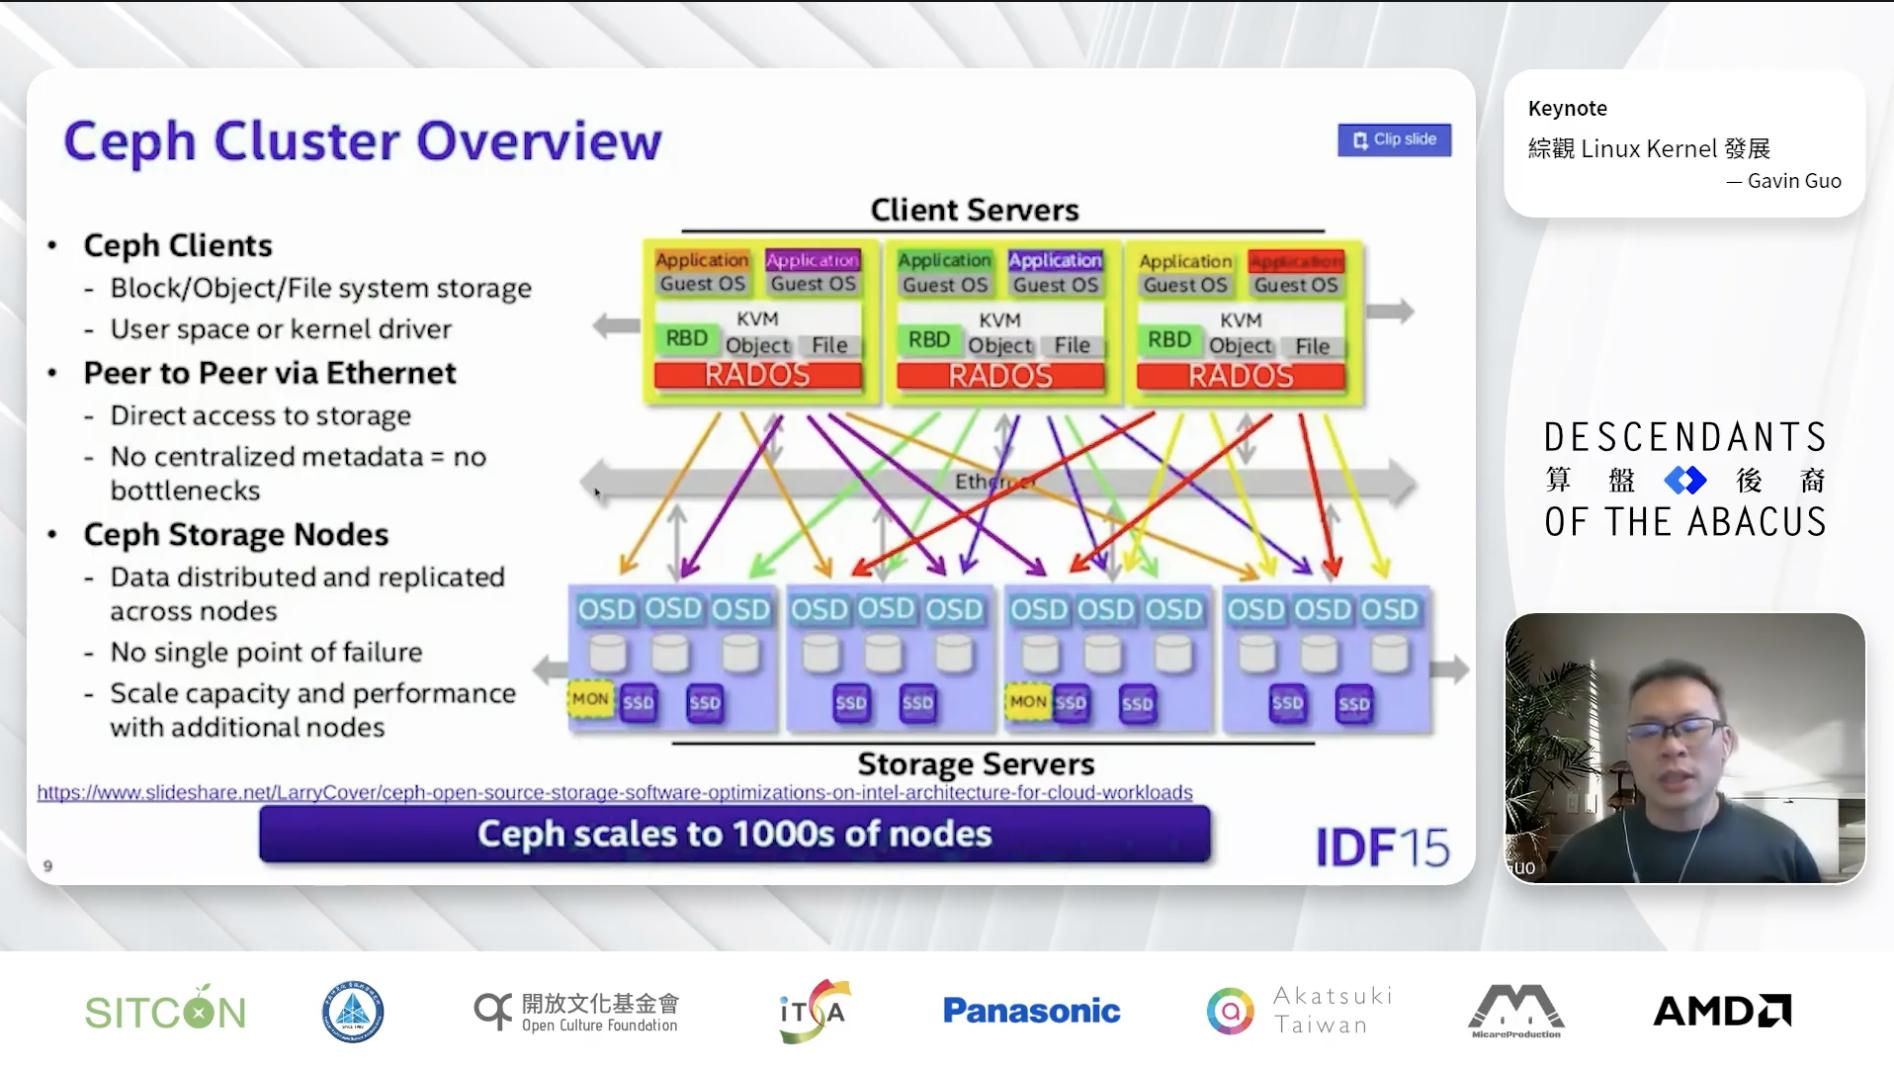 Ceph Cluster Overview
Clip slide
• Ceph Clients
- Block/Object/File system storage
- User space or kernel driver
• Peer to Peer via Ethernet
- Direct access to storage
- No centralized metadata = no
bottlenecks
• Ceph Storage Nodes
- Data distributed and replicated
across nodes
- No single point of failure
- Scale capacity and performance
with additional nodes
Client Servers
Application Application Application Application Application Application
Guest OS Guest OS Guest OS Guest OS Guest OS Guest OS
KVM KVM KVM
RBD Object File RBD Object File RBD Object File
RADOS RADOS RADOS
Ethernet
OSD OSD OSD OSD OSD OSD OSD OSD OSD OSD OSD OSD
MON SSD SSD SSD SSD MON SSD SSD SSD SSD
Storage Servers
https://www.slideshare.net/LarryCover/ceph-open-source-storage-software-optimizations-on-intel-architecture-for-cloud-workloads
Ceph scales to 1000s of nodes
9
IDF15
Keynote
綜觀 Linux Kernel 發展
— Gavin Guo
DESCENDANTS
算盤後裔
OF THE ABACUS
GUO
SITCON
開放文化基金會
Open Culture Foundation
iTSA
Panasonic
Akatsuki
Taiwan
MicareProduction
AMD